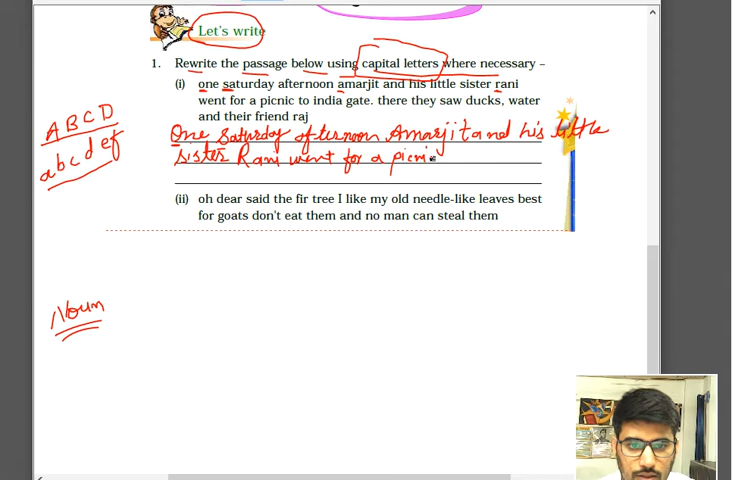 Let's write
1. Rewrite the passage below using capital letters where necessary –
(i) one saturday afternoon amarjit and his little sister rani
went for a picnic to india gate. there they saw ducks, water
and their friend raj
A B C D
a b c d e f
One Saturday afternoon Amarjit and his little
sister Rani went for a picni
(ii) oh dear said the fir tree I like my old needle-like leaves best
for goats don't eat them and no man can steal them
Noun